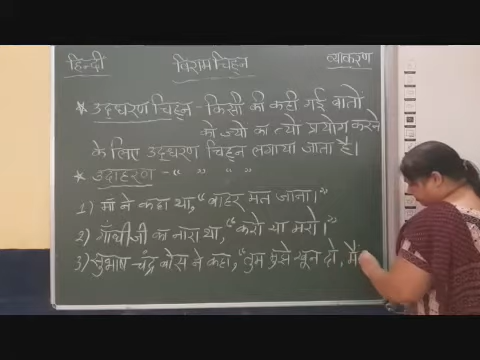 हिन्दी विराम चिह्न व्याकरण
* उद्धरण चिह्न - किसी की कही गई बातों
को ज्यों का त्यों प्रयोग करने
के लिए उद्धरण चिह्न लगाया जाता है।
* उदाहरण - “ ” “ ”
1) माँ ने कहा था, “बाहर मत जाना।”
2) गाँधीजी का नारा था, “करो या मरो।”
3) सुभाष चंद्र बोस ने कहा, “तुम मुझे खून दो, मैं